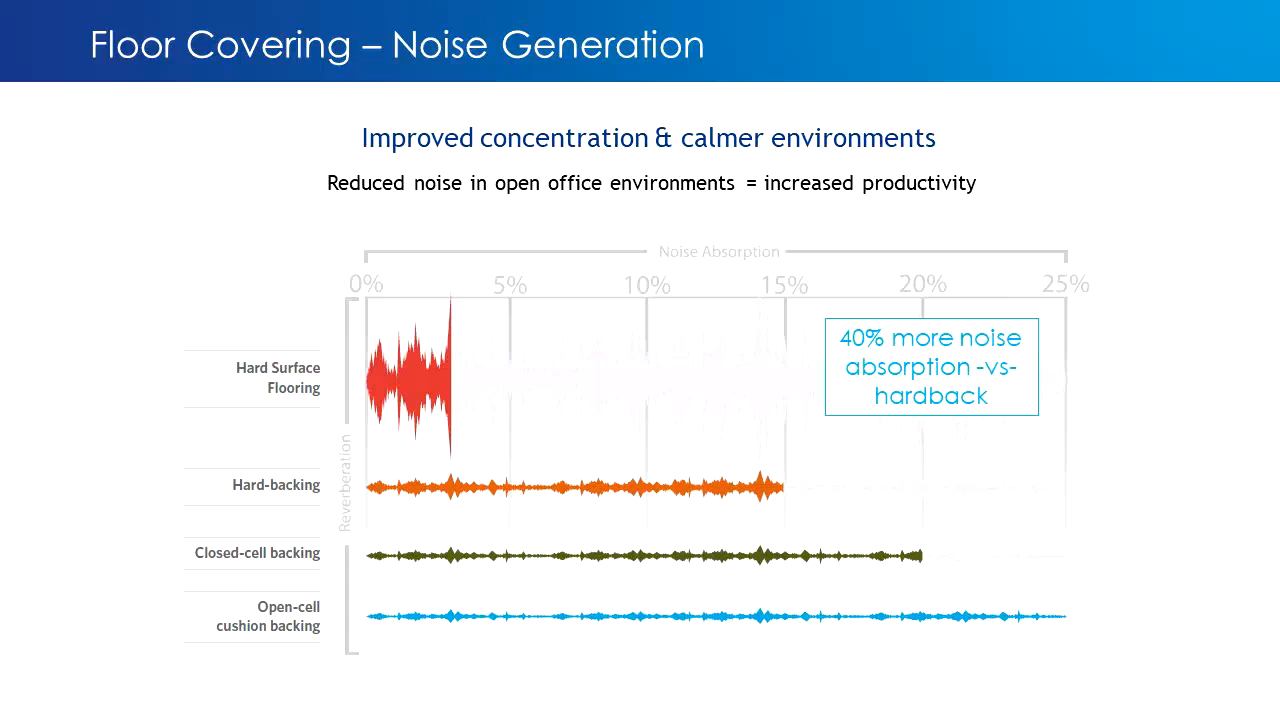 Floor Covering – Noise Generation
Improved concentration & calmer environments
Reduced noise in open office environments = increased productivity
Noise Absorption
0% 5% 10% 15% 20% 25%
40% more noise
absorption -vs-
hardback
Hard Surface
Flooring
Reverberation
Hard-backing
Closed-cell backing
Open-cell
cushion backing